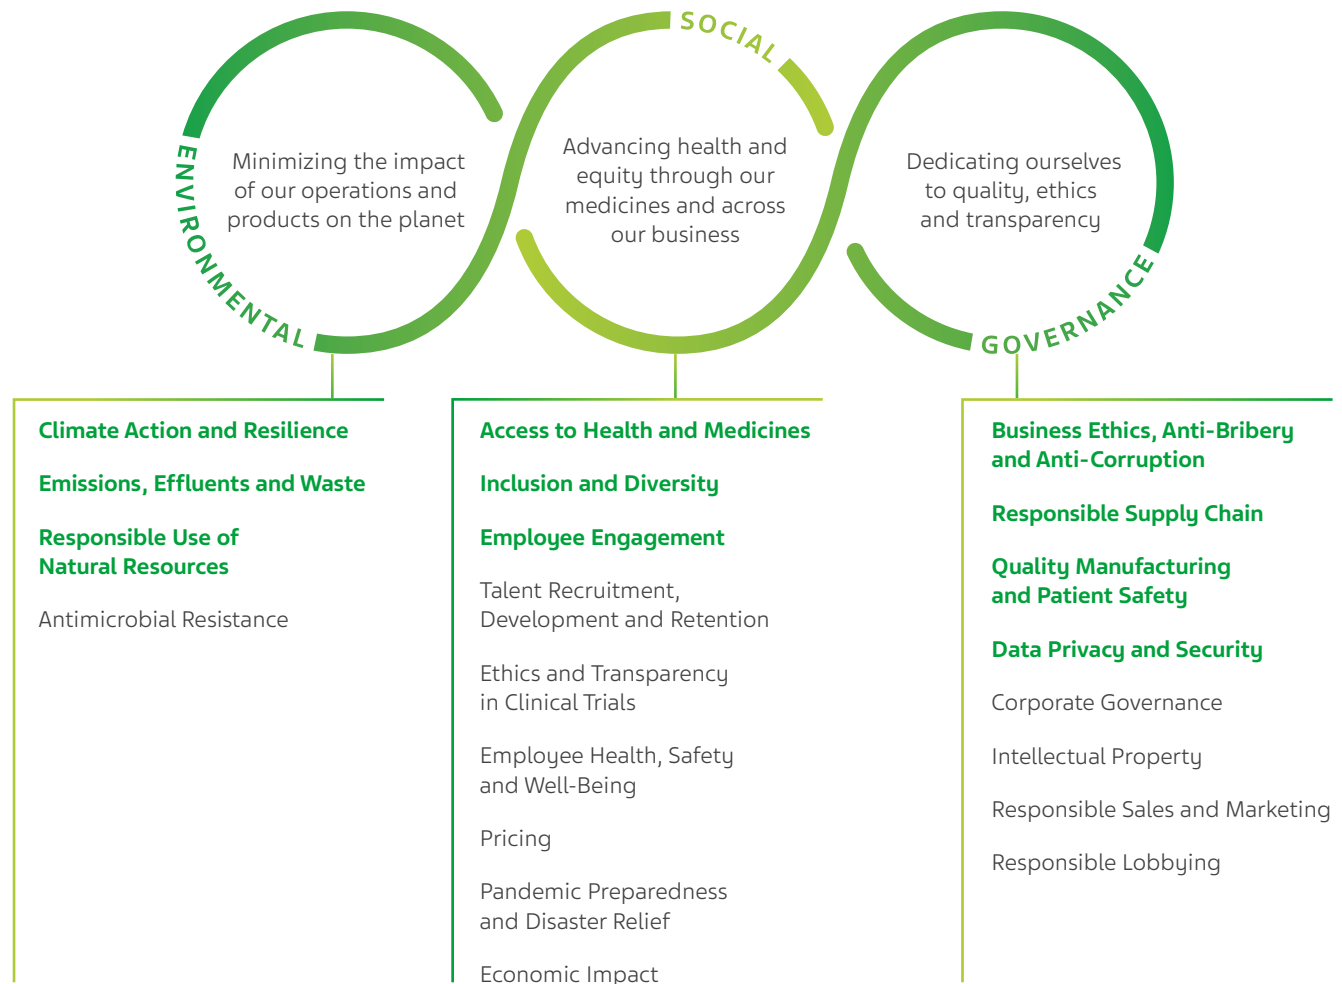 ENVIRONMENTAL
Minimizing the impact
of our operations and
products on the planet
SOCIAL
Advancing health and
equity through our
medicines and across
our business
GOVERNANCE
Dedicating ourselves
to quality, ethics
and transparency
Climate Action and Resilience
Emissions, Effluents and Waste
Responsible Use of
Natural Resources
Antimicrobial Resistance
Access to Health and Medicines
Inclusion and Diversity
Employee Engagement
Talent Recruitment,
Development and Retention
Ethics and Transparency
in Clinical Trials
Employee Health, Safety
and Well-Being
Pricing
Pandemic Preparedness
and Disaster Relief
Economic Impact
Business Ethics, Anti-Bribery
and Anti-Corruption
Responsible Supply Chain
Quality Manufacturing
and Patient Safety
Data Privacy and Security
Corporate Governance
Intellectual Property
Responsible Sales and Marketing
Responsible Lobbying